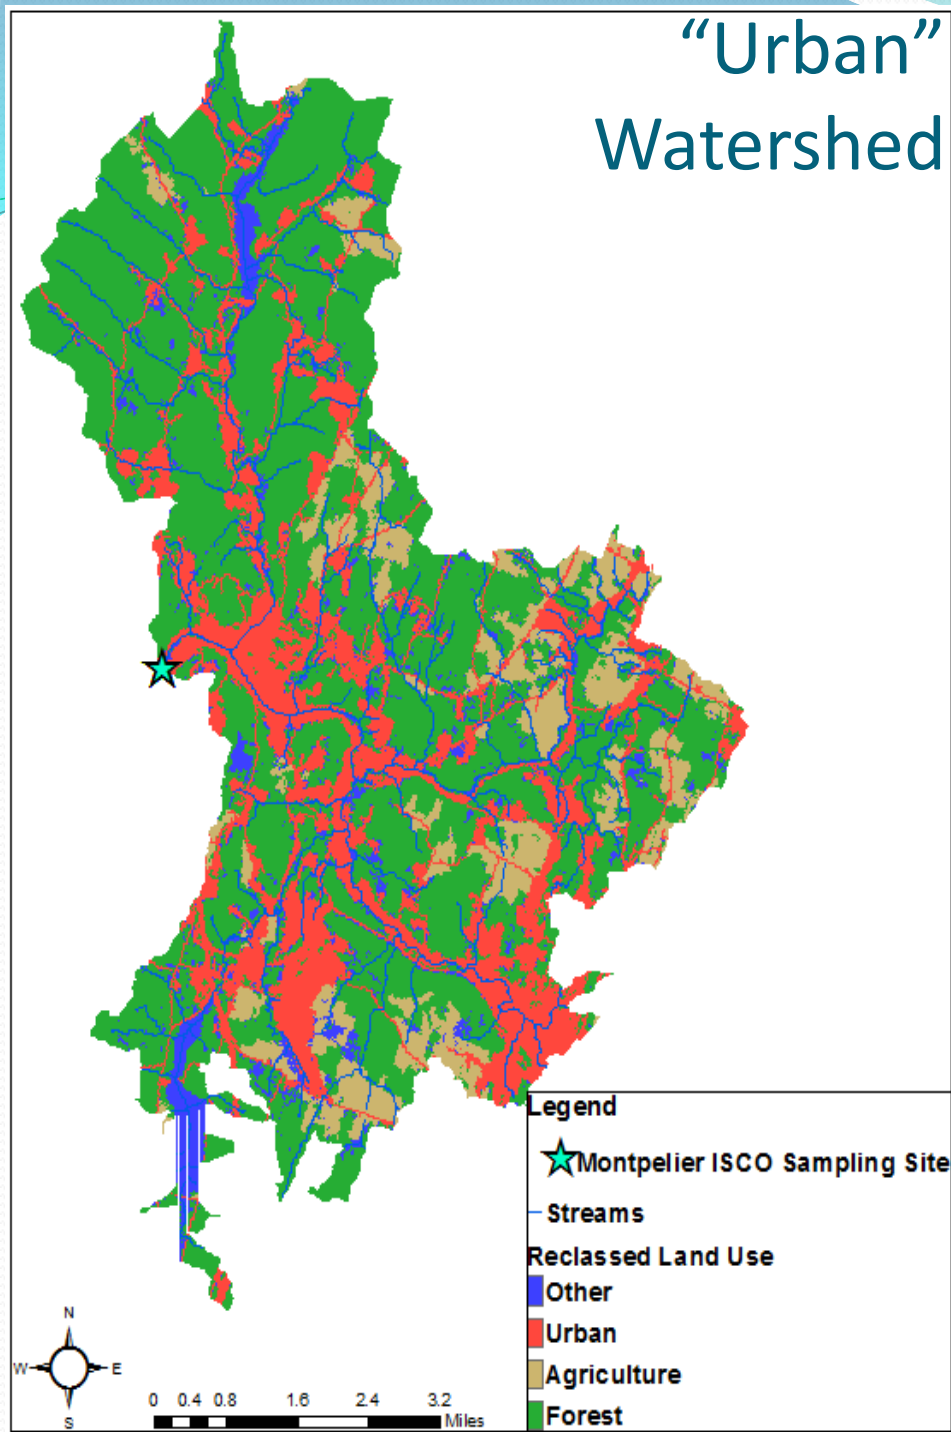 “Urban”
Watershed
Legend
Montpelier ISCO Sampling Site
Streams
Reclassed Land Use
Other
Urban
Agriculture
Forest
N
W E
S
0 0.4 0.8 1.6 2.4 3.2
Miles